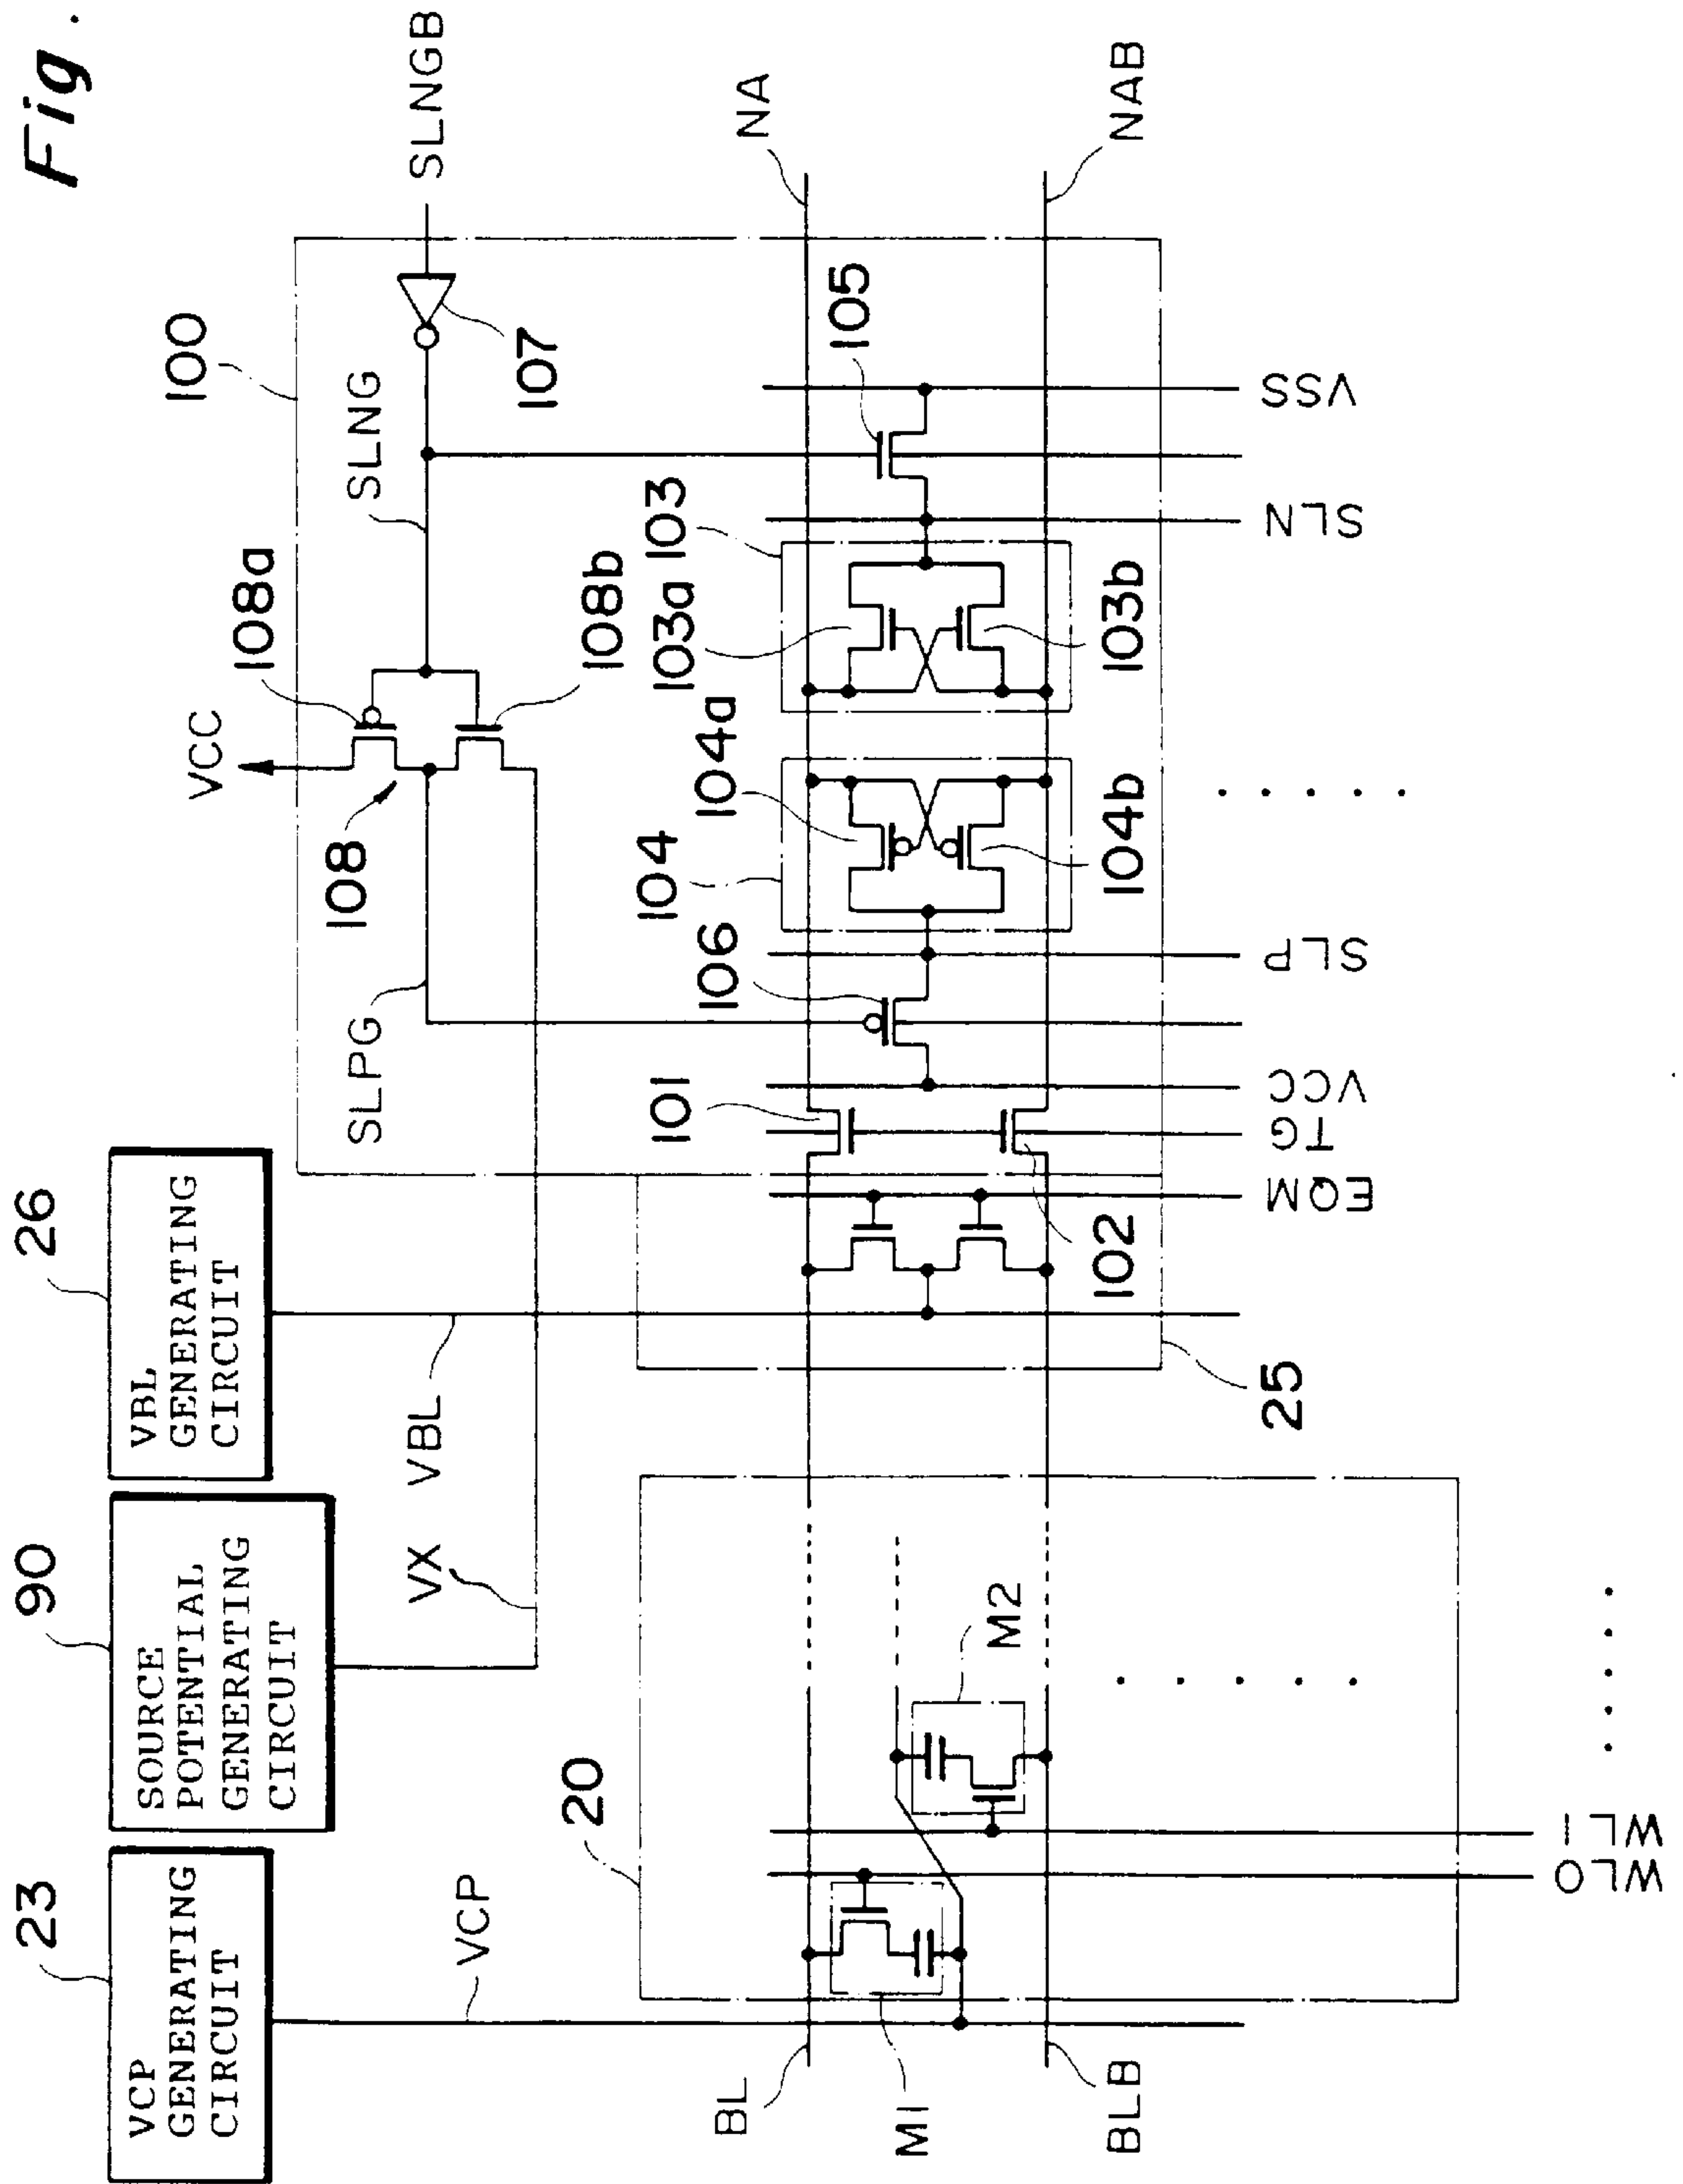 Fig.
23
VCP
GENERATING
CIRCUIT
90
SOURCE
POTENTIAL
GENERATING
CIRCUIT
26
VBL
GENERATING
CIRCUIT
VCC
108a
100
SLNG
SLNGB
107
108
108b
SLPG
VX
VBL
VCP
20
101
106
104
104a
103a
103
105
NA
BL
M1
M2
BLB
25
102
104b
103b
NAB
WL0
WL1
EQM
TG
VCC
SLP
SLN
VSS